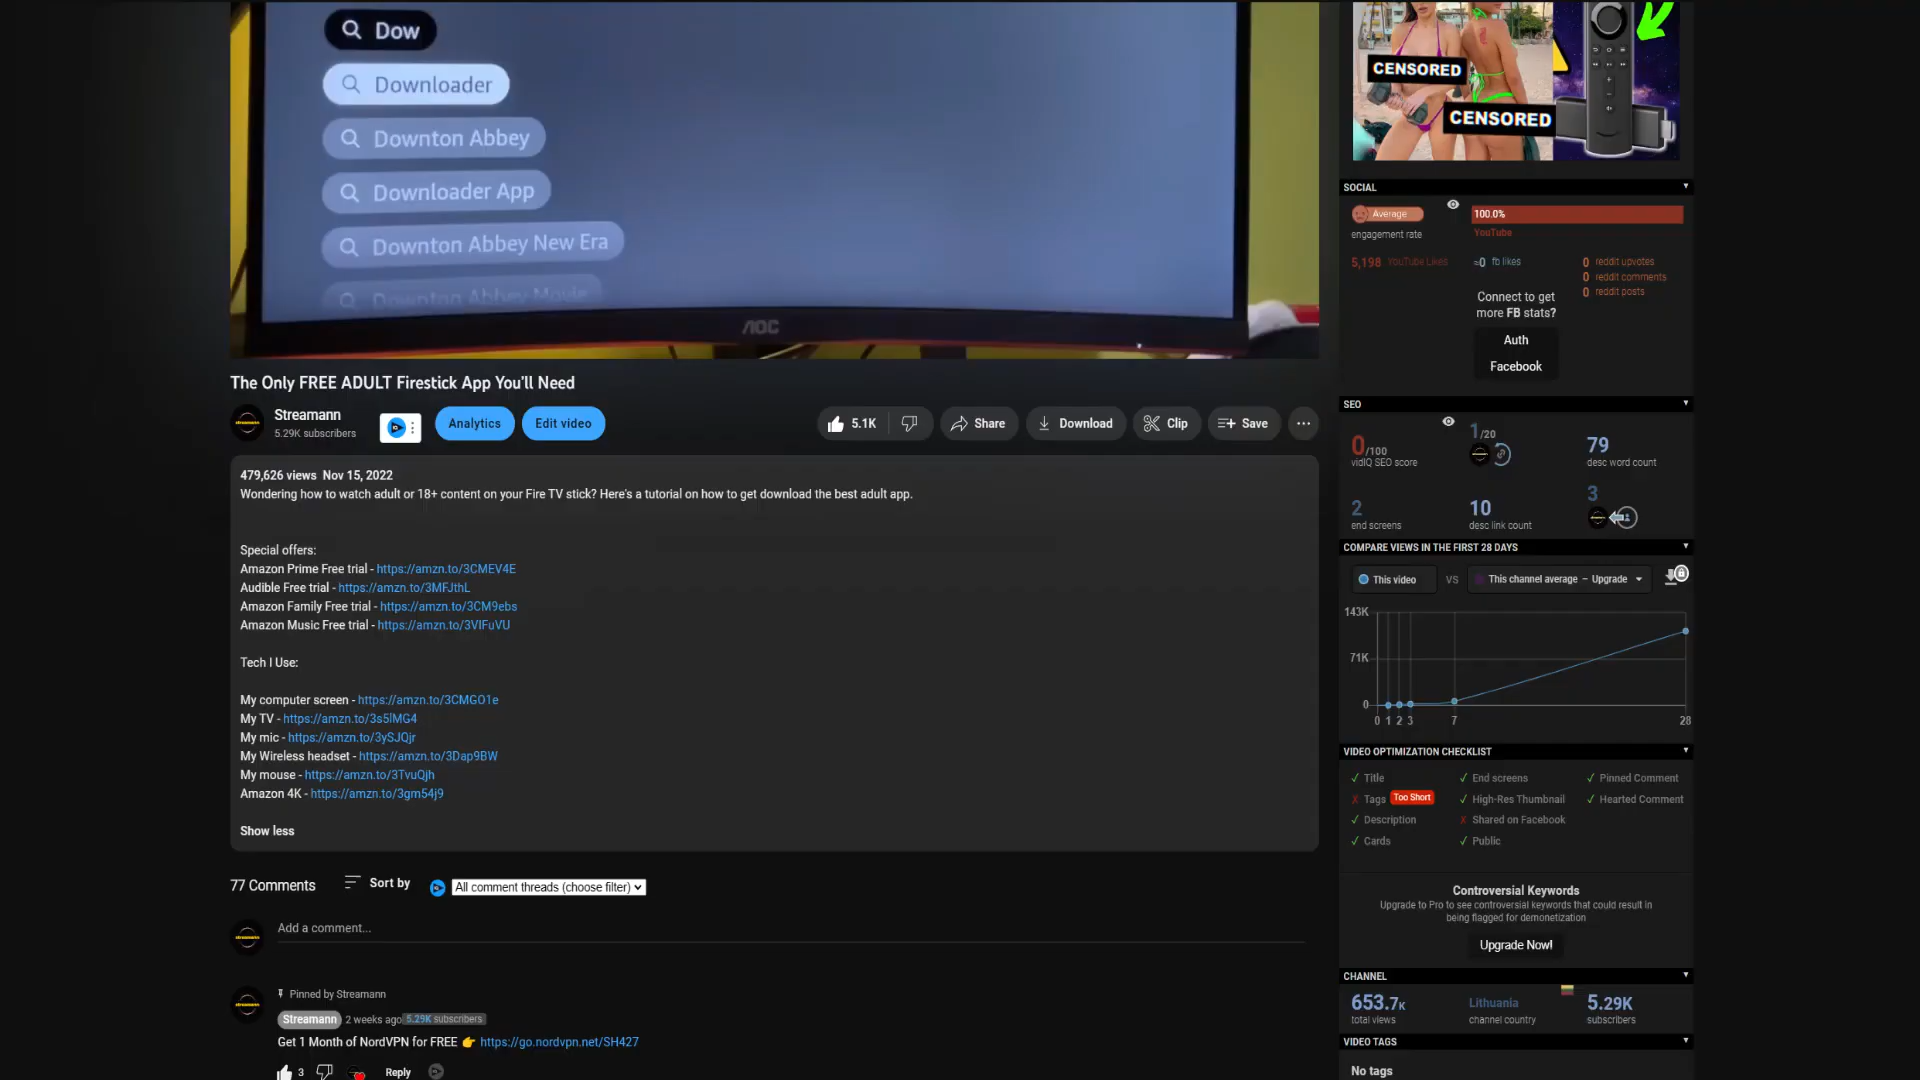 Dow
Downloader
Downton Abbey
Downloader App
Downton Abbey New Era
Downton Abbey Movie
AOC
The Only FREE ADULT Firestick App You'll Need
Streamann
5.29K subscribers
Analytics
Edit video
5.1K
Share
Download
Clip
Save
479,626 views Nov 15, 2022
Wondering how to watch adult or 18+ content on your Fire TV stick? Here's a tutorial on how to get download the best adult app.
Special offers:
Amazon Prime Free trial - https://amzn.to/3CMEV4E
Audible Free trial - https://amzn.to/3MFJthL
Amazon Family Free trial - https://amzn.to/3CM9ebs
Amazon Music Free trial - https://amzn.to/3VIFuVU
Tech I Use:
My computer screen - https://amzn.to/3CMGO1e
My TV - https://amzn.to/3s5lMG4
My mic - https://amzn.to/3ySJQjr
My Wireless headset - https://amzn.to/3Dap9BW
My mouse - https://amzn.to/3TvuQjh
Amazon 4K - https://amzn.to/3gm54j9
Show less
77 Comments
Sort by
All comment threads (choose filter)
Add a comment...
Pinned by Streamann
Streamann 2 weeks ago 5.29K subscribers
Get 1 Month of NordVPN for FREE 👉 https://go.nordvpn.net/SH427
3
Reply
CENSORED
CENSORED
SOCIAL
Average
engagement rate
100.0%
YouTube
5,198 YouTube Likes
≈0 fb likes
0 reddit upvotes
0 reddit comments
0 reddit posts
Connect to get
more FB stats?
Auth
Facebook
SEO
0/100
vidIQ SEO score
1/20
79
desc word count
2
end screens
10
desc link count
3
COMPARE VIEWS IN THE FIRST 28 DAYS
This video
VS
This channel average – Upgrade
143K
71K
0
0 1 2 3 7 28
VIDEO OPTIMIZATION CHECKLIST
✓ Title
✓ End screens
✓ Pinned Comment
✗ Tags Too Short
✓ High-Res Thumbnail
✓ Hearted Comment
✓ Description
✗ Shared on Facebook
✓ Cards
✓ Public
Controversial Keywords
Upgrade to Pro to see controversial keywords that could result in
being flagged for demonetization
Upgrade Now!
CHANNEL
653.7K
total views
Lithuania
channel country
5.29K
subscribers
VIDEO TAGS
No tags